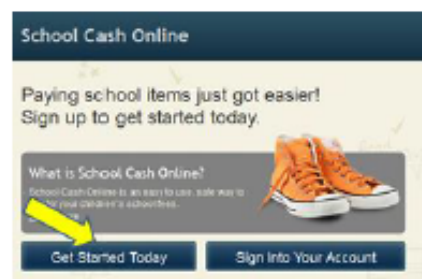 School Cash Online
Paying school items just got easier!
Sign up to get started today.
What is School Cash Online?
School Cash Online is an easy to use, safe way to
your children's school fees.
Get Started Today
Sign Into Your Account